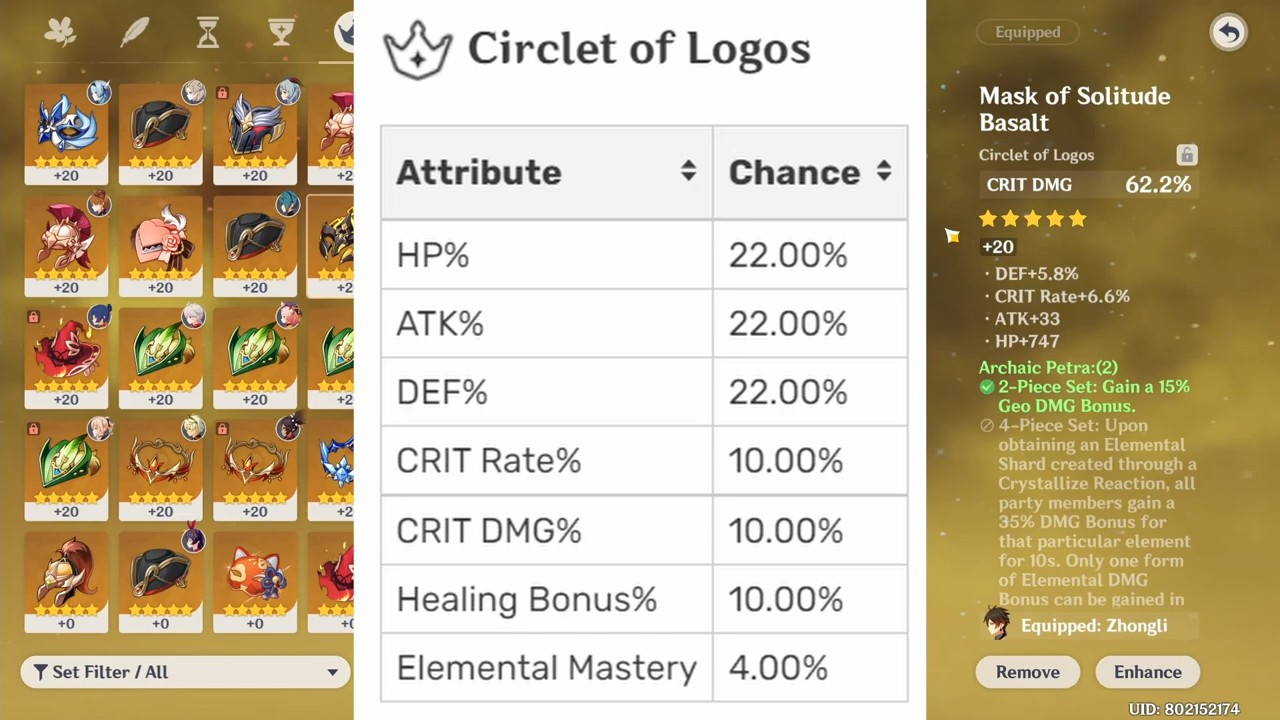 +20
+20
+20
+2
+20
+20
+20
+2
+20
+20
+20
+2
+20
+20
+20
+2
+0
+0
+0
+0
Set Filter / All
Circlet of Logos
Attribute Chance
HP% 22.00%
ATK% 22.00%
DEF% 22.00%
CRIT Rate% 10.00%
CRIT DMG% 10.00%
Healing Bonus% 10.00%
Elemental Mastery 4.00%
Equipped
Mask of Solitude
Basalt
Circlet of Logos
CRIT DMG 62.2%
+20
· DEF+5.8%
· CRIT Rate+6.6%
· ATK+33
· HP+747
Archaic Petra:(2)
2-Piece Set: Gain a 15%
Geo DMG Bonus.
4-Piece Set: Upon
obtaining an Elemental
Shard created through a
Crystallize Reaction, all
party members gain a
35% DMG Bonus for
that particular element
for 10s. Only one form
of Elemental DMG
Bonus can be gained in
Equipped: Zhongli
Remove Enhance
UID: 802152174